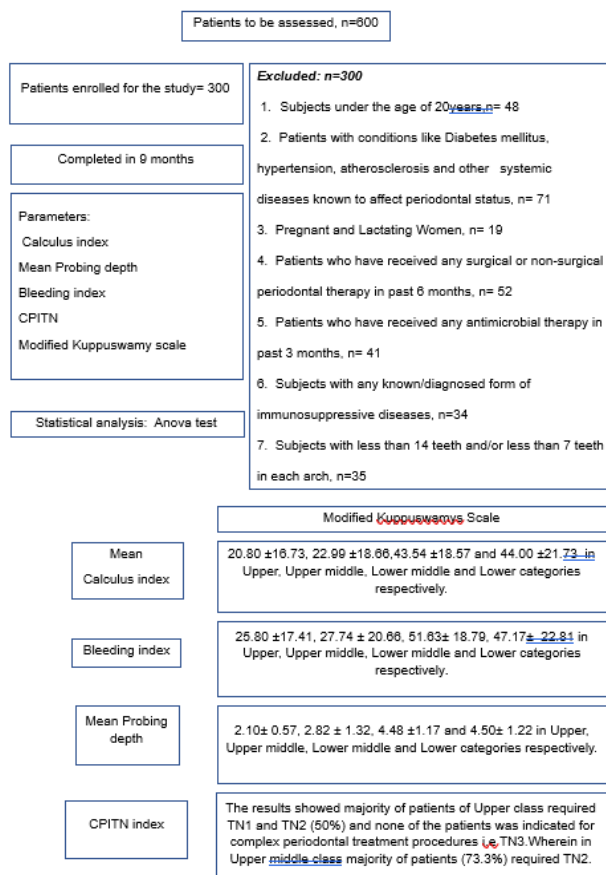 Patients to be assessed, n=600
Patients enrolled for the study= 300
Completed in 9 months
Parameters:
Calculus index
Mean Probing depth
Bleeding index
CPITN
Modified Kuppuswamy scale
Statistical analysis: Anova test
Excluded: n=300
1. Subjects under the age of 20years,n= 48
2. Patients with conditions like Diabetes mellitus,
hypertension, atherosclerosis and other systemic
diseases known to affect periodontal status, n= 71
3. Pregnant and Lactating Women, n= 19
4. Patients who have received any surgical or non-surgical
periodontal therapy in past 6 months, n= 52
5. Patients who have received any antimicrobial therapy in
past 3 months, n= 41
6. Subjects with any known/diagnosed form of
immunosuppressive diseases, n=34
7. Subjects with less than 14 teeth and/or less than 7 teeth
in each arch, n=35
Modified Kuppuswamys Scale
Mean
Calculus index
20.80 ±16.73, 22.99 ±18.66,43.54 ±18.57 and 44.00 ±21.73 in
Upper, Upper middle, Lower middle and Lower categories
respectively.
Bleeding index
25.80 ±17.41, 27.74 ± 20.66, 51.63± 18.79, 47.17± 22.81 in
Upper, Upper middle, Lower middle and Lower categories
respectively.
Mean Probing
depth
2.10± 0.57, 2.82 ± 1.32, 4.48 ±1.17 and 4.50± 1.22 in Upper,
Upper middle, Lower middle and Lower categories respectively.
CPITN index
The results showed majority of patients of Upper class required
TN1 and TN2 (50%) and none of the patients was indicated for
complex periodontal treatment procedures i.e.TN3.Wherein in
Upper middle class majority of patients (73.3%) required TN2.